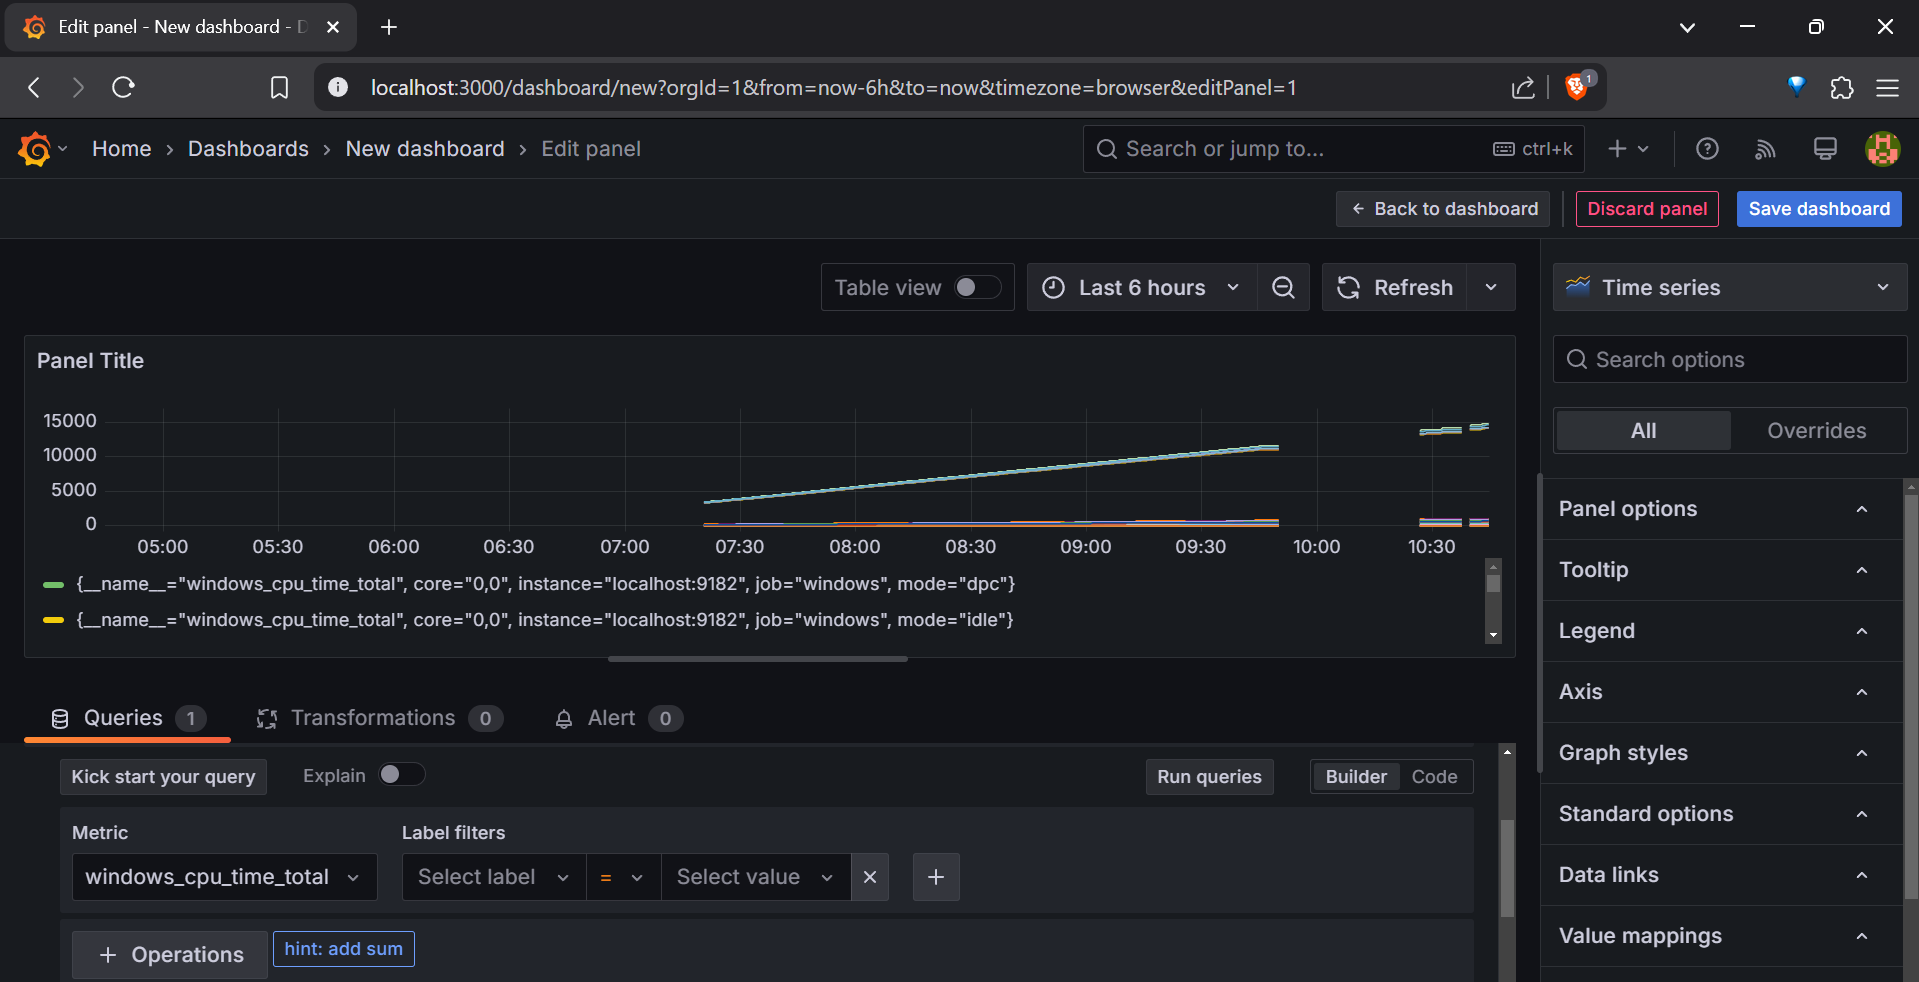 Edit panel - New dashboard - D
localhost:3000/dashboard/new?orgId=1&from=now-6h&to=now&timezone=browser&editPanel=1
1
Home › Dashboards › New dashboard › Edit panel
Search or jump to...
ctrl+k
← Back to dashboard
Discard panel
Save dashboard
Table view
Last 6 hours
Refresh
Time series
Search options
All
Overrides
Panel Title
15000
10000
5000
0
05:00 05:30 06:00 06:30 07:00 07:30 08:00 08:30 09:00 09:30 10:00 10:30
{__name__="windows_cpu_time_total", core="0,0", instance="localhost:9182", job="windows", mode="dpc"}
{__name__="windows_cpu_time_total", core="0,0", instance="localhost:9182", job="windows", mode="idle"}
Panel options
Tooltip
Legend
Axis
Graph styles
Standard options
Data links
Value mappings
Queries 1
Transformations 0
Alert 0
Kick start your query
Explain
Run queries
Builder
Code
Metric
Label filters
windows_cpu_time_total
Select label
=
Select value
+ Operations
hint: add sum